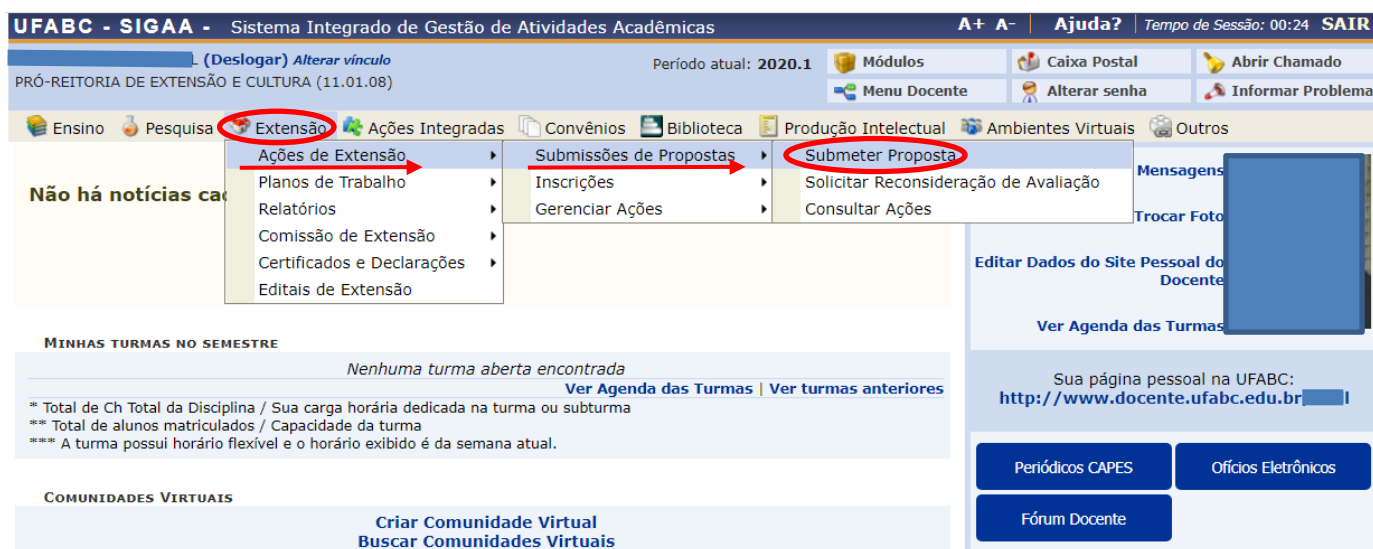 UFABC - SIGAA - Sistema Integrado de Gestão de Atividades Acadêmicas A+ A- | Ajuda? | Tempo de Sessão: 00:24 SAIR
(Deslogar) Alterar vínculo Período atual: 2020.1 Módulos Caixa Postal Abrir Chamado
PRÓ-REITORIA DE EXTENSÃO E CULTURA (11.01.08) Menu Docente Alterar senha Informar Problema
Ensino Pesquisa Extensão Ações Integradas Convênios Biblioteca Produção Intelectual Ambientes Virtuais Outros
Ações de Extensão Submissões de Propostas Submeter Proposta
Planos de Trabalho Inscrições Solicitar Reconsideração de Avaliação
Relatórios Gerenciar Ações Consultar Ações
Comissão de Extensão
Certificados e Declarações
Editais de Extensão
Não há notícias
Mensagens
Trocar Foto
Editar Dados do Site Pessoal do
Docente
Ver Agenda das Turmas
MINHAS TURMAS NO SEMESTRE
Nenhuma turma aberta encontrada
Ver Agenda das Turmas | Ver turmas anteriores
* Total de Ch Total da Disciplina / Sua carga horária dedicada na turma ou subturma
** Total de alunos matriculados / Capacidade da turma
*** A turma possui horário flexível e o horário exibido é da semana atual.
Sua página pessoal na UFABC:
http://www.docente.ufabc.edu.br
Periódicos CAPES Ofícios Eletrônicos
Fórum Docente
COMUNIDADES VIRTUAIS
Criar Comunidade Virtual
Buscar Comunidades Virtuais